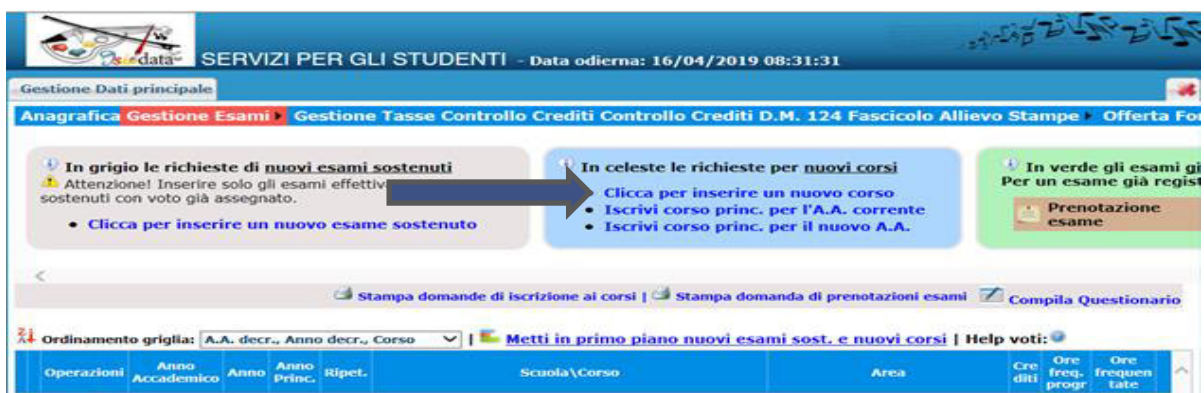 Isidata
SERVIZI PER GLI STUDENTI - Data odierna: 16/04/2019 08:31:31
Gestione Dati principale
Anagrafica Gestione Esami Gestione Tasse Controllo Crediti Controllo Crediti D.M. 124 Fascicolo Allievo Stampe Offerta For
In grigio le richieste di nuovi esami sostenuti
Attenzione! Inserire solo gli esami effettiv
sostenuti con voto già assegnato.
• Clicca per inserire un nuovo esame sostenuto
In celeste le richieste per nuovi corsi
Clicca per inserire un nuovo corso
• Iscrivi corso princ. per l'A.A. corrente
• Iscrivi corso princ. per il nuovo A.A.
In verde gli esami gi
Per un esame già regist
Prenotazione
esame
Stampa domande di iscrizione ai corsi | Stampa domanda di prenotazioni esami Compila Questionario
Ordinamento griglia: A.A. decr., Anno decr., Corso | Metti in primo piano nuovi esami sost. e nuovi corsi | Help voti:
Operazioni Anno Accademico Anno Anno Princ. Ripet. Scuola\Corso Area Cre diti Ore freq. progr Ore frequen tate